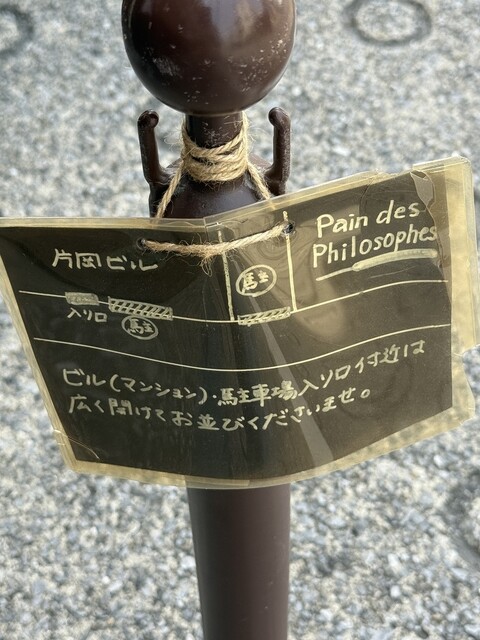 片岡ビル
入り口
駐
駐
Pain des
Philosophes
ビル(マンション)・駐車場入り口付近は
広く開けてお並びくださいませ。